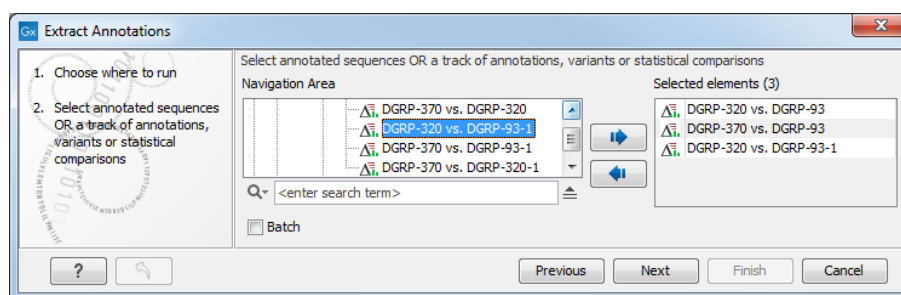 Gx Extract Annotations
X
1. Choose where to run
2. Select annotated sequences
OR a track of annotations,
variants or statistical
comparisons
Select annotated sequences OR a track of annotations, variants or statistical comparisons
Navigation Area
DGRP-370 vs. DGRP-320
DGRP-320 vs. DGRP-93-1
DGRP-370 vs. DGRP-93-1
DGRP-370 vs. DGRP-320-1
<enter search term>
Batch
Selected elements (3)
DGRP-320 vs. DGRP-93
DGRP-370 vs. DGRP-93
DGRP-320 vs. DGRP-93-1
?
Previous
Next
Finish
Cancel